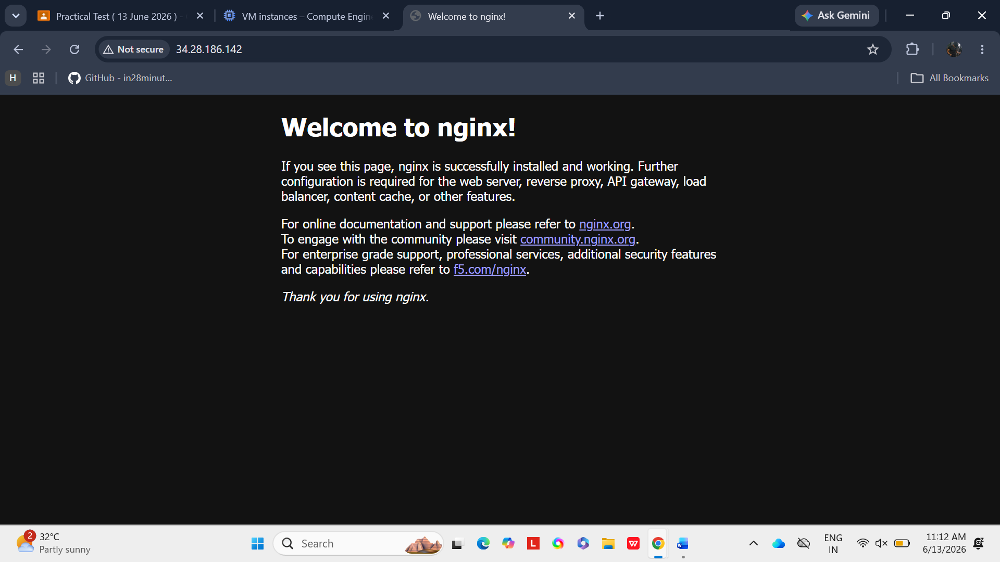 Practical Test ( 13 June 2026 ) -
VM instances – Compute Engin
Welcome to nginx!
Ask Gemini
Not secure
34.28.186.142
H
GitHub - in28minut...
All Bookmarks
Welcome to nginx!
If you see this page, nginx is successfully installed and working. Further
configuration is required for the web server, reverse proxy, API gateway, load
balancer, content cache, or other features.
For online documentation and support please refer to nginx.org.
To engage with the community please visit community.nginx.org.
For enterprise grade support, professional services, additional security features
and capabilities please refer to f5.com/nginx.
Thank you for using nginx.
2
32°C
Partly sunny
Search
L
W
W
ENG
IN
11:12 AM
6/13/2026